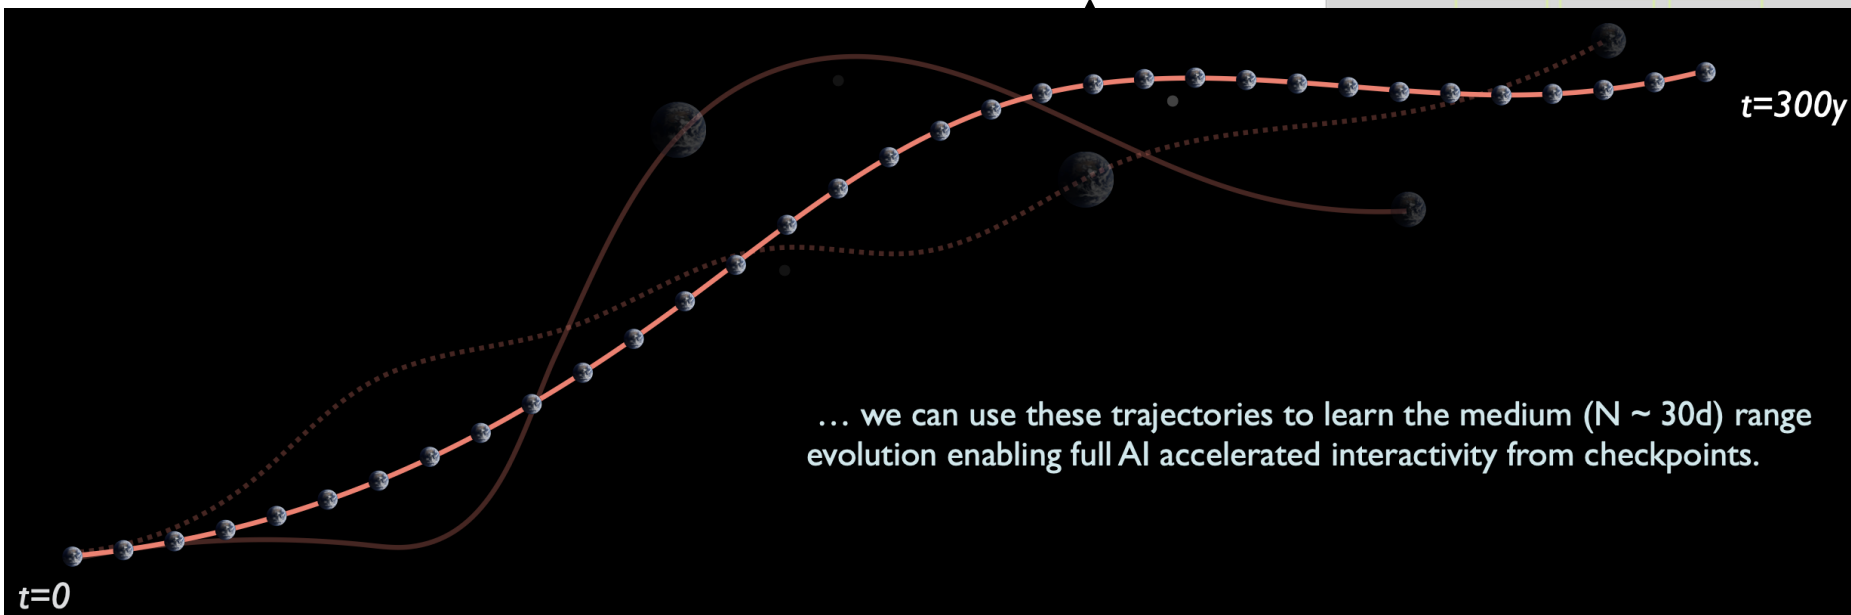 t=300y
… we can use these trajectories to learn the medium (N ~ 30d) range
evolution enabling full AI accelerated interactivity from checkpoints.
t=0